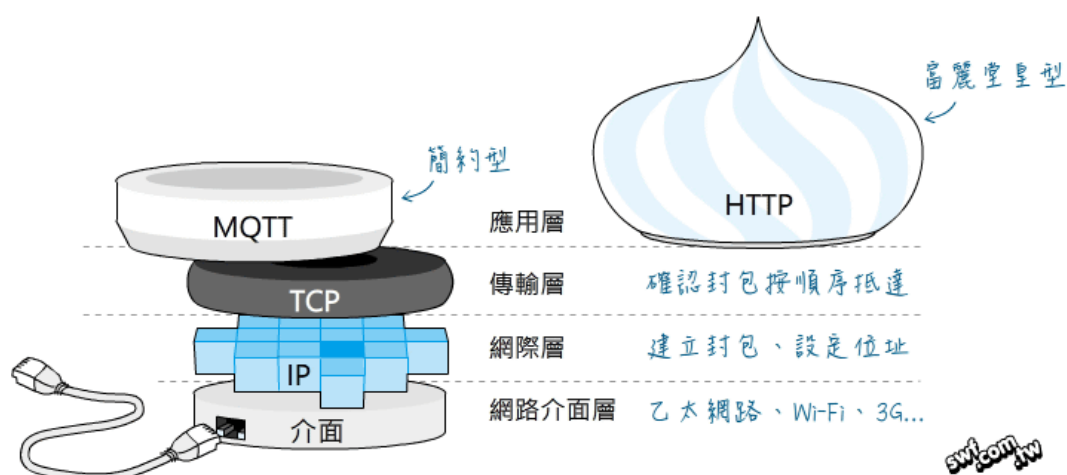 富麗堂皇型
簡約型
MQTT
應用層
HTTP
TCP
傳輸層
確認封包按順序抵達
IP
網際層
建立封包、設定位址
介面
網路介面層
乙太網路、Wi-Fi、3G...
swf.com.tw